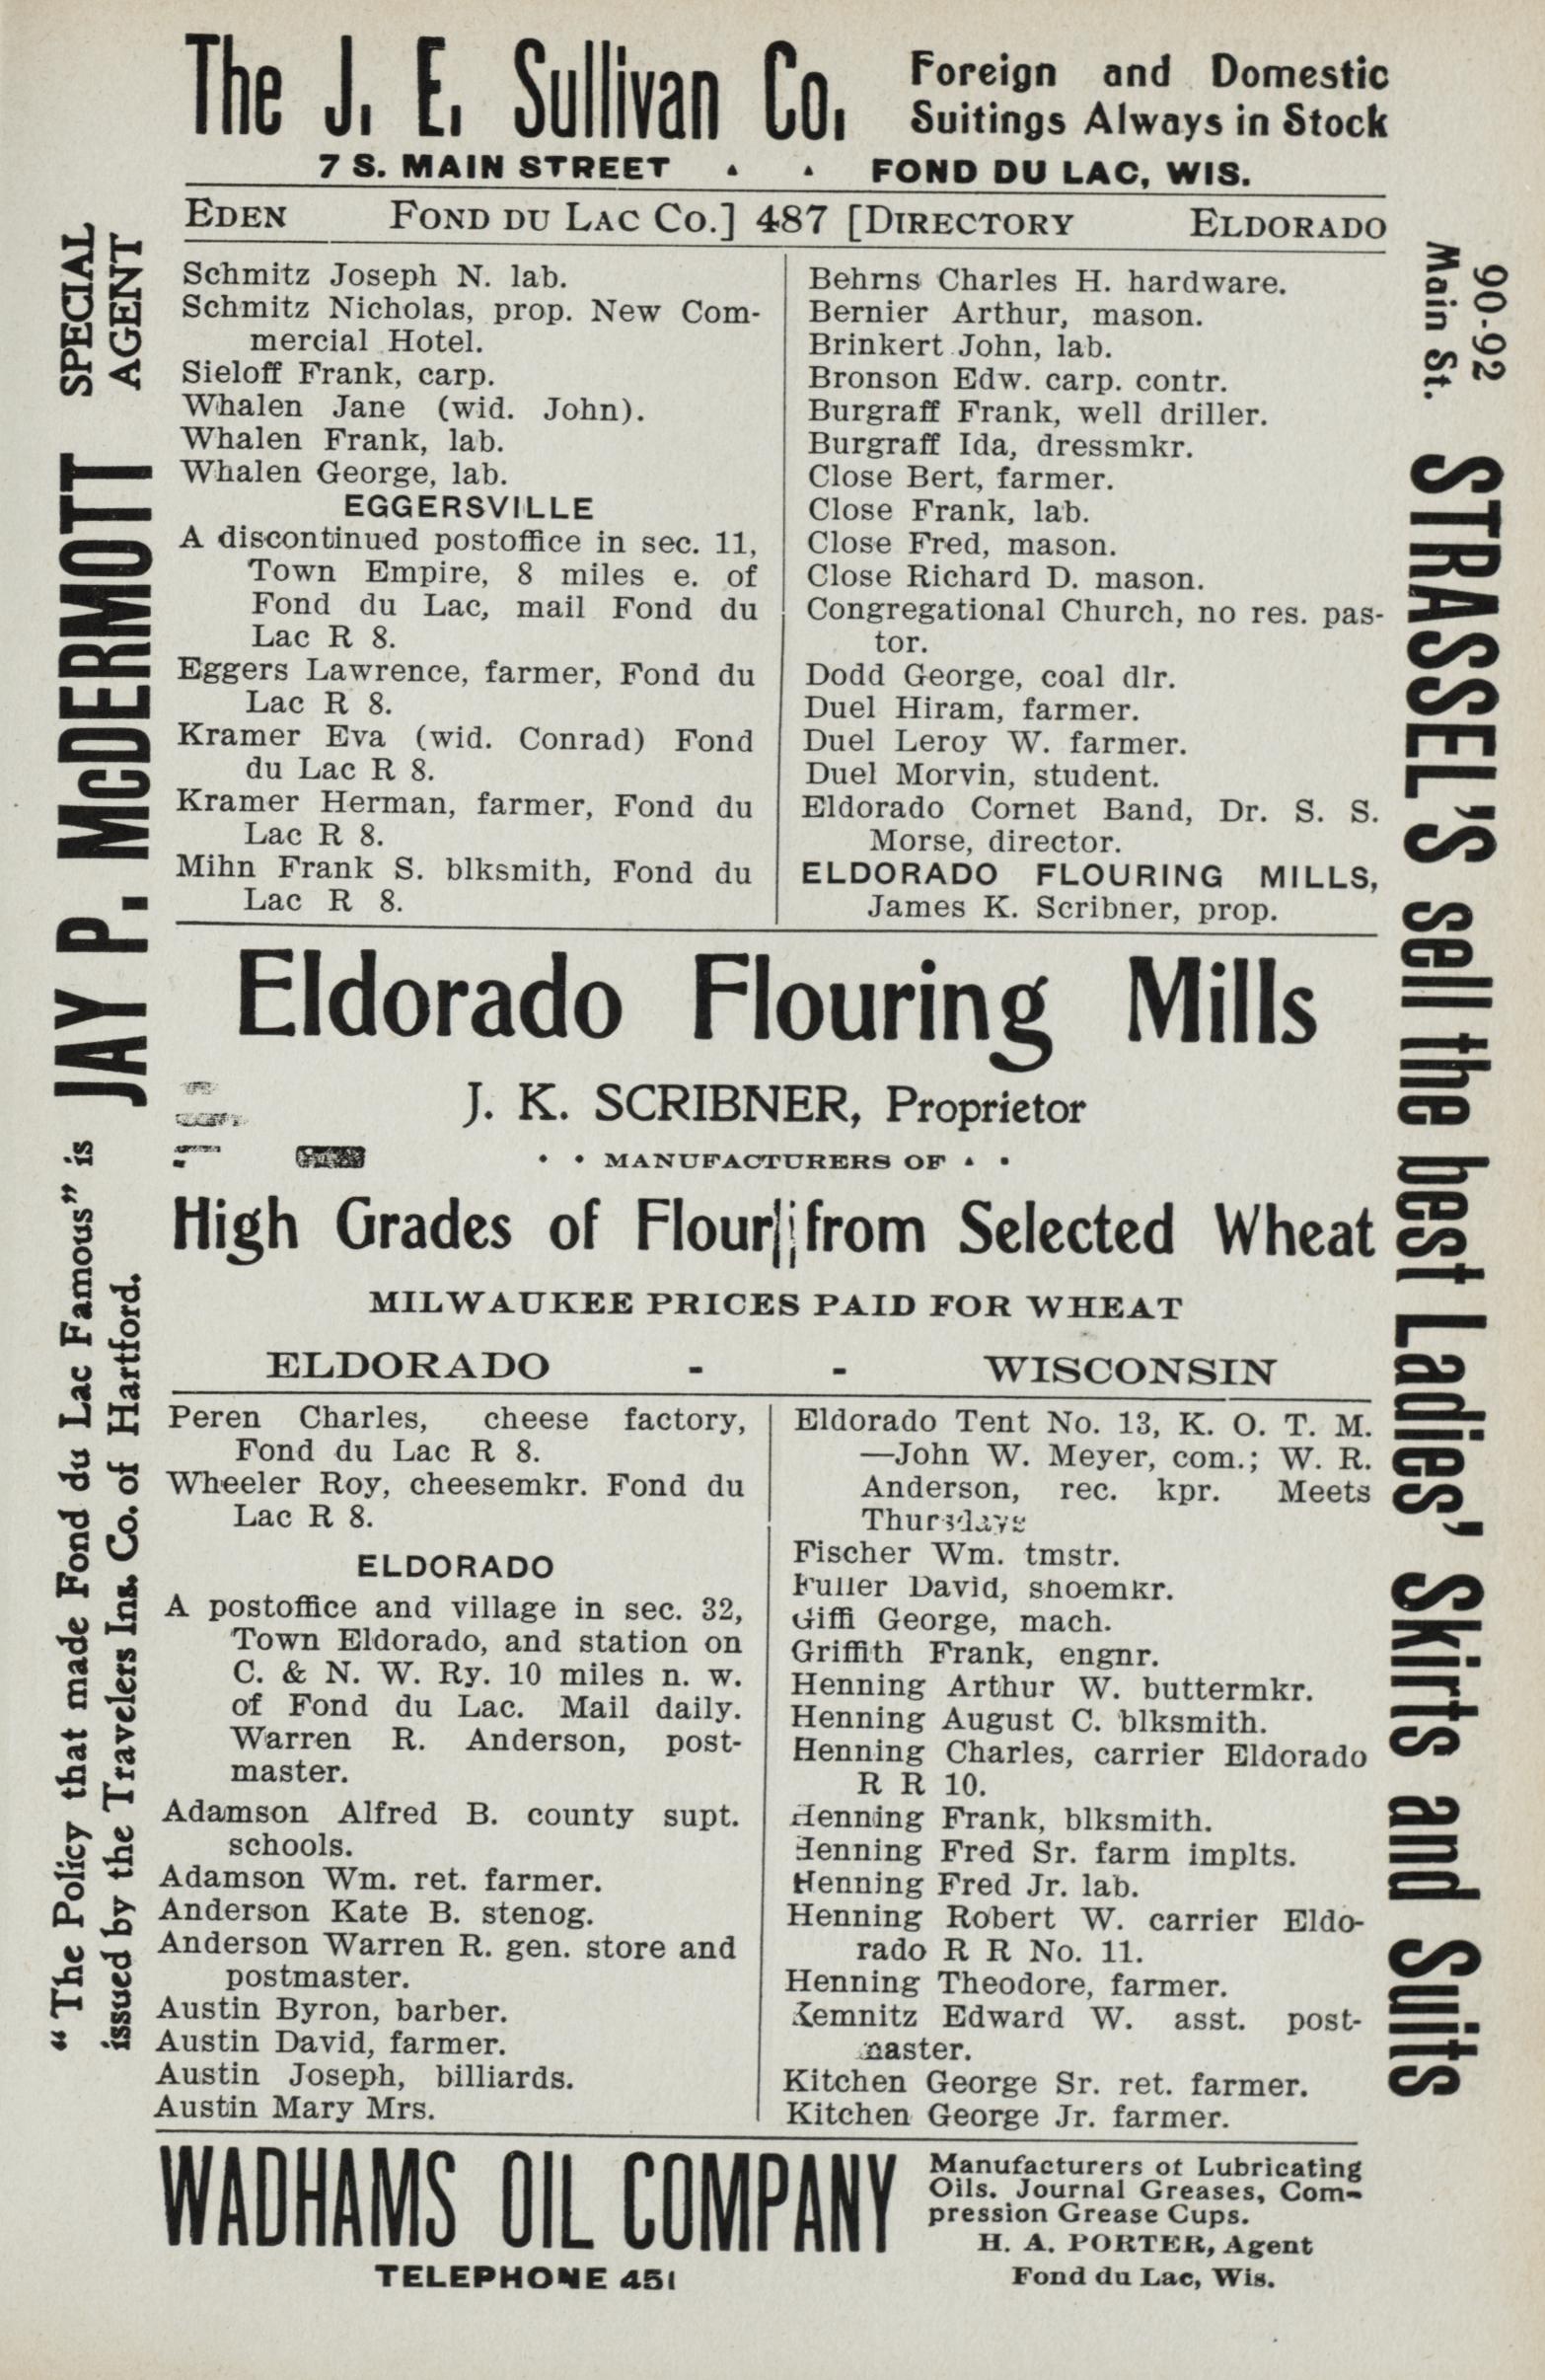 The J. E. Sullivan Co.
Foreign and Domestic
Suitings Always in Stock
7 S. MAIN STREET • • FOND DU LAC, WIS.
EDEN FOND DU LAC CO.] 487 [DIRECTORY ELDORADO
Schmitz Joseph N. lab.
Schmitz Nicholas, prop. New Com-
mercial Hotel.
Sieloff Frank, carp.
Whalen Jane (wid. John).
Whalen Frank, lab.
Whalen George, lab.
EGGERSVILLE
A discontinued postoffice in sec. 11,
Town Empire, 8 miles e. of
Fond du Lac, mail Fond du
Lac R 8.
Eggers Lawrence, farmer, Fond du
Lac R 8.
Kramer Eva (wid. Conrad) Fond
du Lac R 8.
Kramer Herman, farmer, Fond du
Lac R 8.
Mihn Frank S. blksmith, Fond du
Lac R 8.
Behrns Charles H. hardware.
Bernier Arthur, mason.
Brinkert John, lab.
Bronson Edw. carp. contr.
Burgraff Frank, well driller.
Burgraff Ida, dressmkr.
Close Bert, farmer.
Close Frank, lab.
Close Fred, mason.
Close Richard D. mason.
Congregational Church, no res. pas-
tor.
Dodd George, coal dlr.
Duel Hiram, farmer.
Duel Leroy W. farmer.
Duel Morvin, student.
Eldorado Cornet Band, Dr. S. S.
Morse, director.
ELDORADO FLOURING MILLS,
James K. Scribner, prop.
Eldorado Flouring Mills
J. K. SCRIBNER, Proprietor
• • MANUFACTURERS OF • •
High Grades of Flour from Selected Wheat
MILWAUKEE PRICES PAID FOR WHEAT
ELDORADO - - WISCONSIN
Peren Charles, cheese factory,
Fond du Lac R 8.
Wheeler Roy, cheesemkr. Fond du
Lac R 8.
ELDORADO
A postoffice and village in sec. 32,
Town Eldorado, and station on
C. & N. W. Ry. 10 miles n. w.
of Fond du Lac. Mail daily.
Warren R. Anderson, post-
master.
Adamson Alfred B. county supt.
schools.
Adamson Wm. ret. farmer.
Anderson Kate B. stenog.
Anderson Warren R. gen. store and
postmaster.
Austin Byron, barber.
Austin David, farmer.
Austin Joseph, billiards.
Austin Mary Mrs.
Eldorado Tent No. 13, K. O. T. M.
—John W. Meyer, com.; W. R.
Anderson, rec. kpr. Meets
Thursdays
Fischer Wm. tmstr.
Fuller David, shoemkr.
Giffi George, mach.
Griffith Frank, engnr.
Henning Arthur W. buttermkr.
Henning August C. blksmith.
Henning Charles, carrier Eldorado
R R 10.
Henning Frank, blksmith.
Henning Fred Sr. farm implts.
Henning Fred Jr. lab.
Henning Robert W. carrier Eldo-
rado R R No. 11.
Henning Theodore, farmer.
Kemnitz Edward W. asst. post-
master.
Kitchen George Sr. ret. farmer.
Kitchen George Jr. farmer.
WADHAMS OIL COMPANY
TELEPHONE 451
Manufacturers of Lubricating
Oils, Journal Greases, Com-
pression Grease Cups.
H. A. PORTER, Agent
Fond du Lac, Wis.
"The Policy that made Fond du Lac Famous" is
issued by the Travelers Ins. Co. of Hartford.
JAY P. McDERMOTT
SPECIAL
AGENT
90-92
Main St.
STRASSEL'S sell the best Ladies' Skirts and Suits